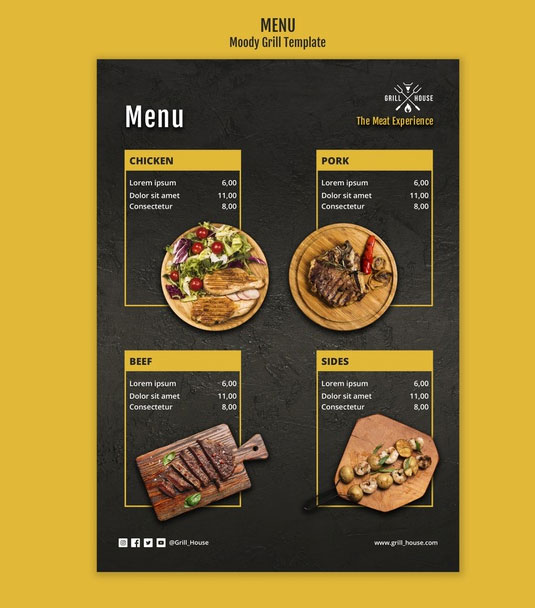 MENU
Moody Grill Template
GRILL HOUSE
Menu
The Meat Experience
CHICKEN
Lorem ipsum 6,00
Dolor sit amet 11,00
Consectetur 8,00
PORK
Lorem ipsum 6,00
Dolor sit amet 11,00
Consectetur 8,00
BEEF
Lorem ipsum 6,00
Dolor sit amet 11,00
Consectetur 8,00
SIDES
Lorem ipsum 6,00
Dolor sit amet 11,00
Consectetur 8,00
@Grill_House
www.grill_house.com